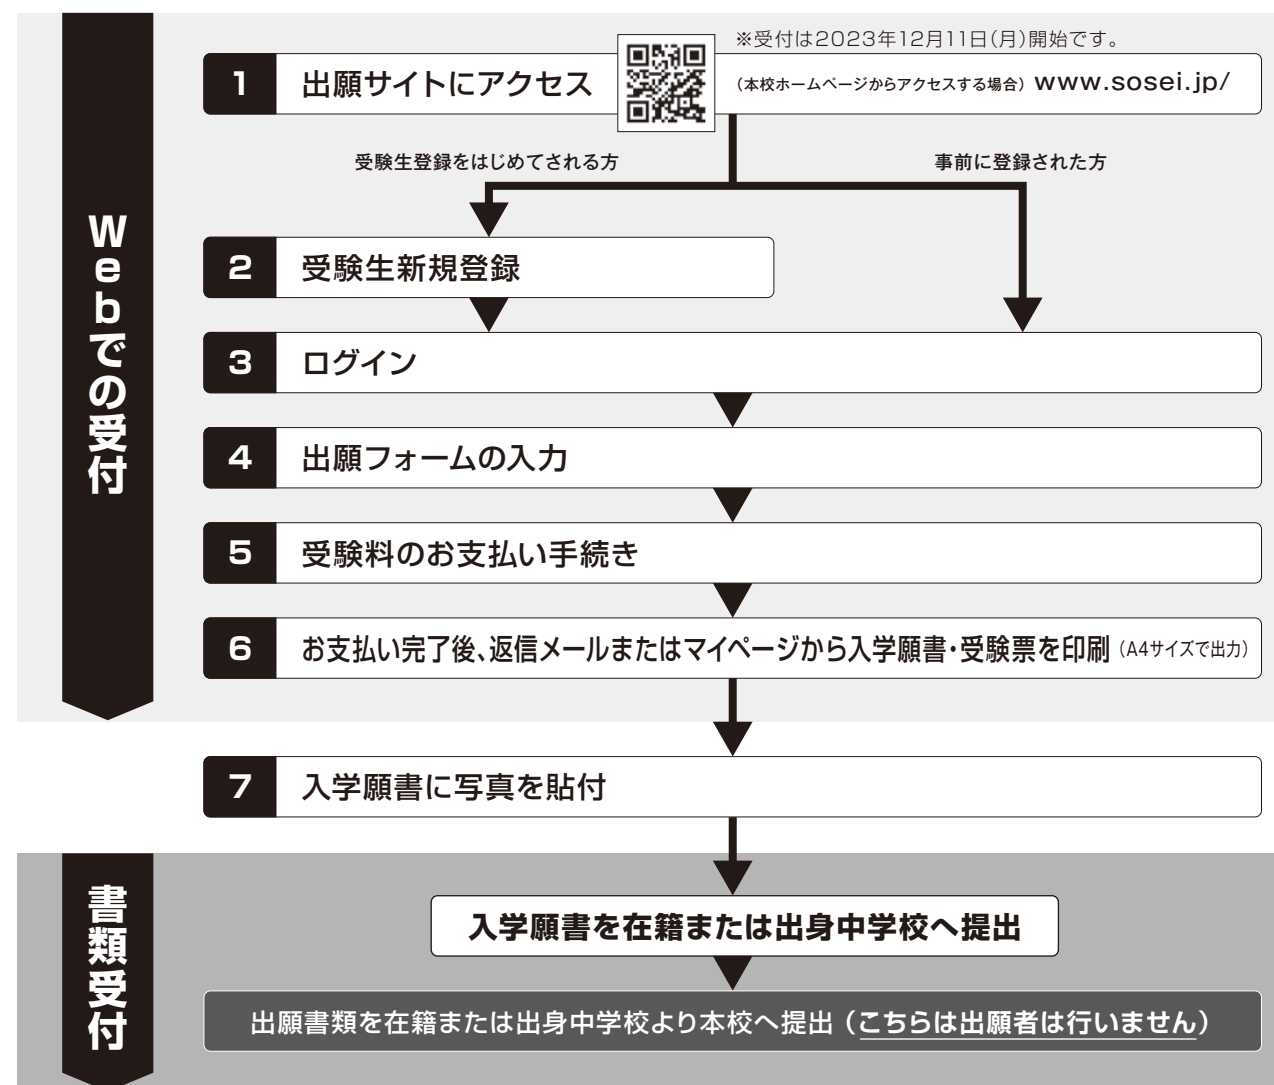 Webでの受付
※受付は2023年12月11日(月)開始です。
1 出願サイトにアクセス (本校ホームページからアクセスする場合) www.sosei.jp/
受験生登録をはじめてされる方
事前に登録された方
2 受験生新規登録
3 ログイン
4 出願フォームの入力
5 受験料のお支払い手続き
6 お支払い完了後、返信メールまたはマイページから入学願書・受験票を印刷 (A4サイズで出力)
7 入学願書に写真を貼付
書類受付
入学願書を在籍または出身中学校へ提出
出願書類を在籍または出身中学校より本校へ提出 (こちらは出願者は行いません)